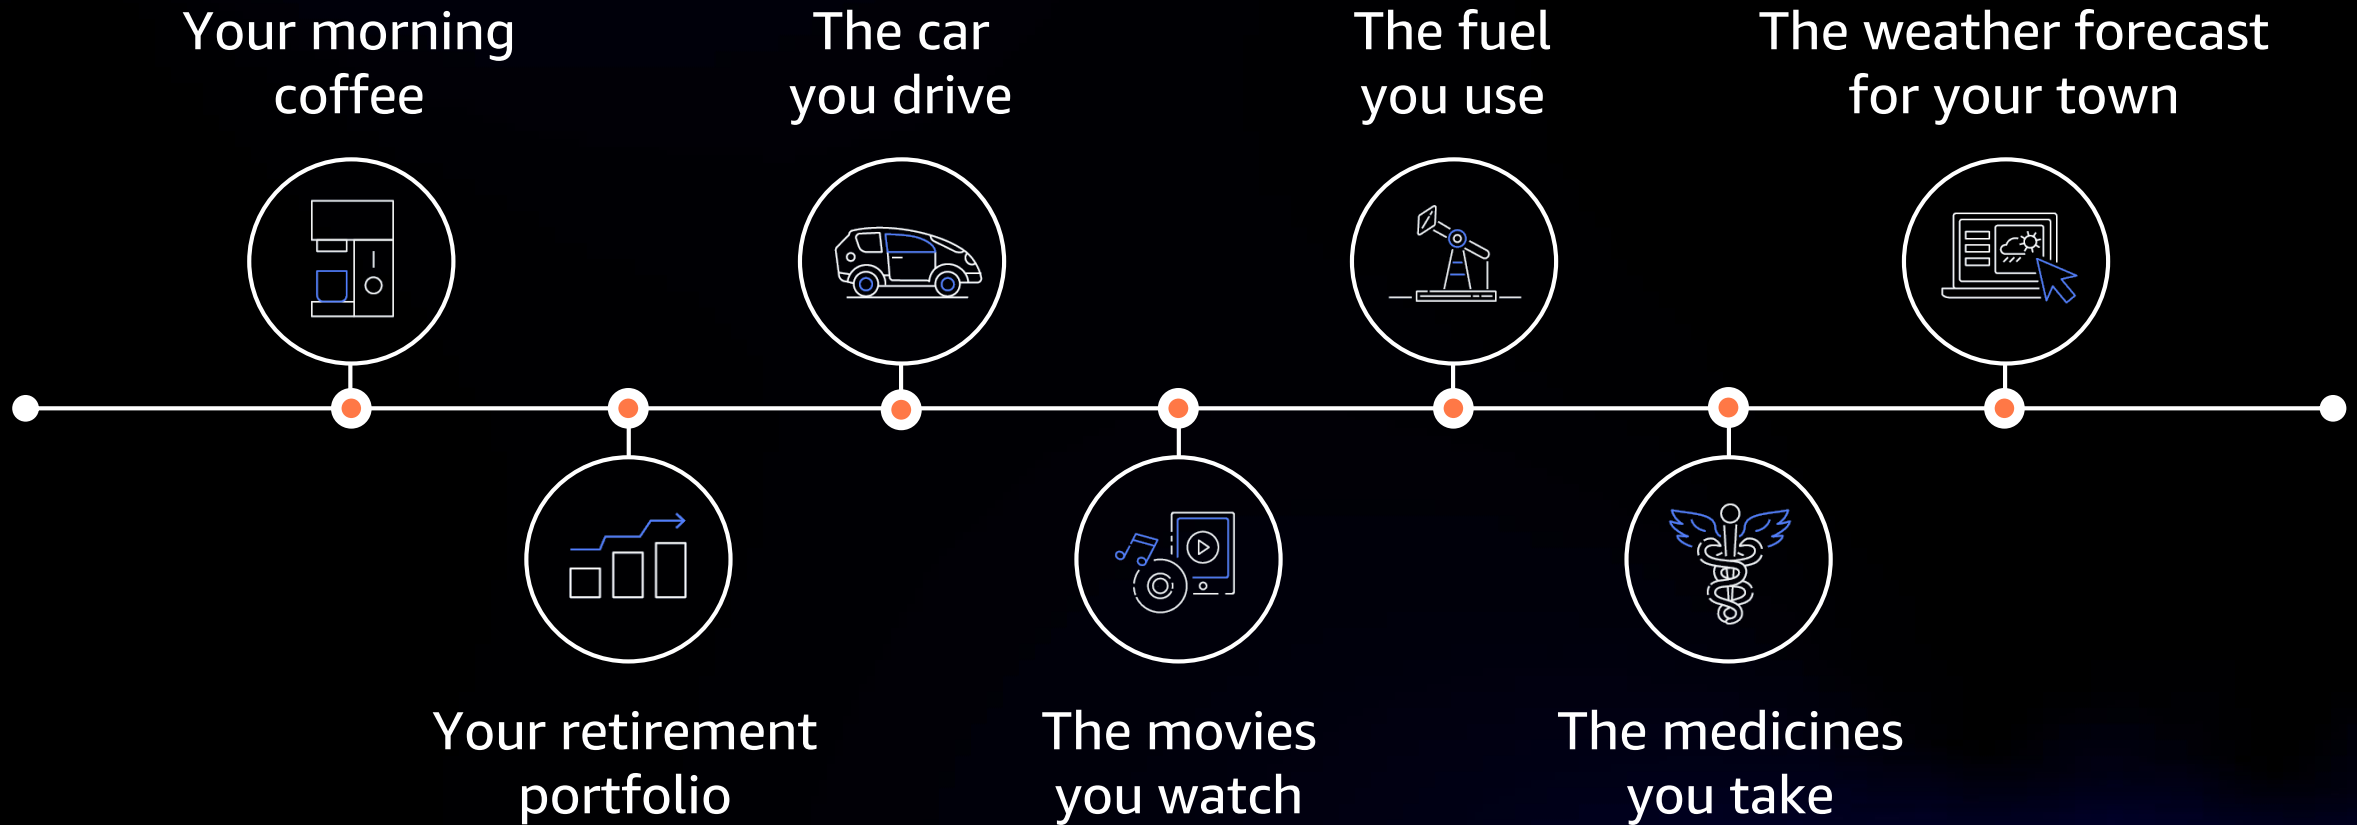 Your morning
coffee
The car
you drive
The fuel
you use
The weather forecast
for your town
Your retirement
portfolio
The movies
you watch
The medicines
you take